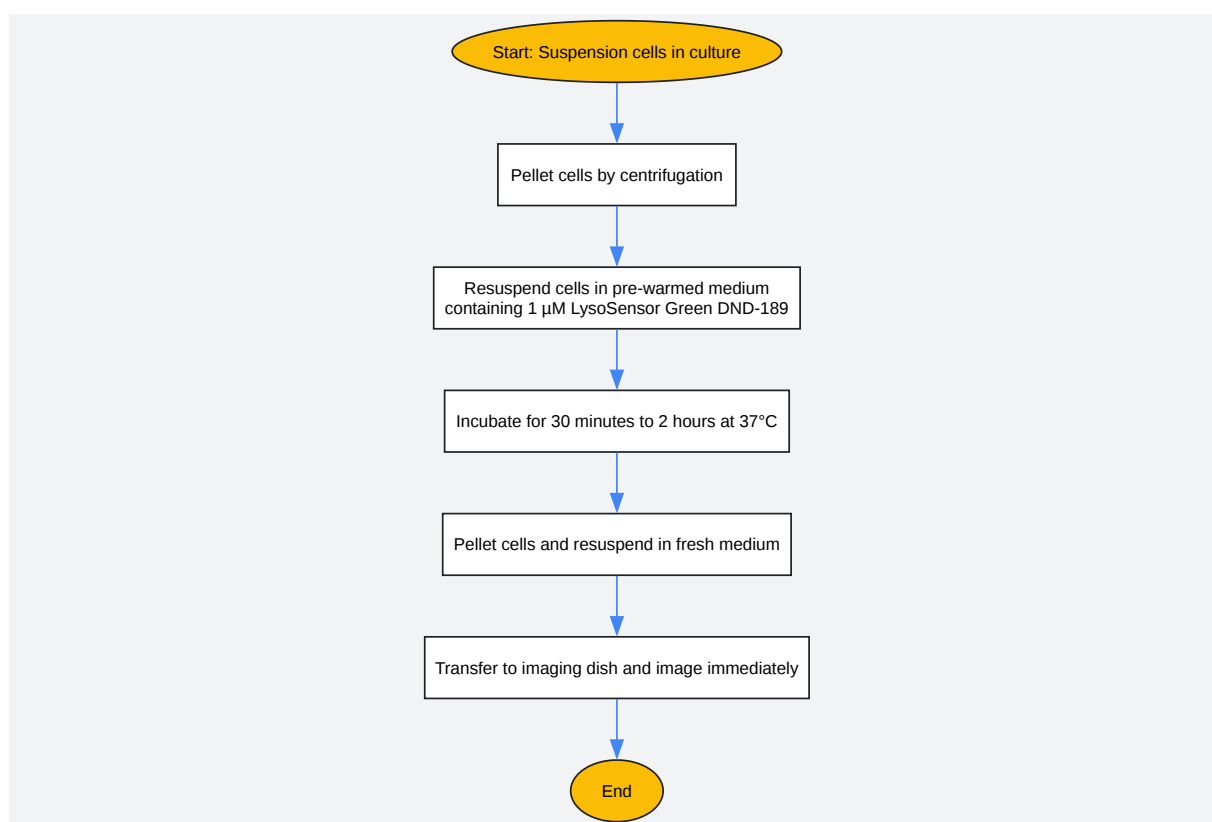 Start: Suspension cells in culture
Pellet cells by centrifugation
Resuspend cells in pre-warmed medium
containing 1 µM LysoSensor Green DND-189
Incubate for 30 minutes to 2 hours at 37°C
Pellet cells and resuspend in fresh medium
Transfer to imaging dish and image immediately
End